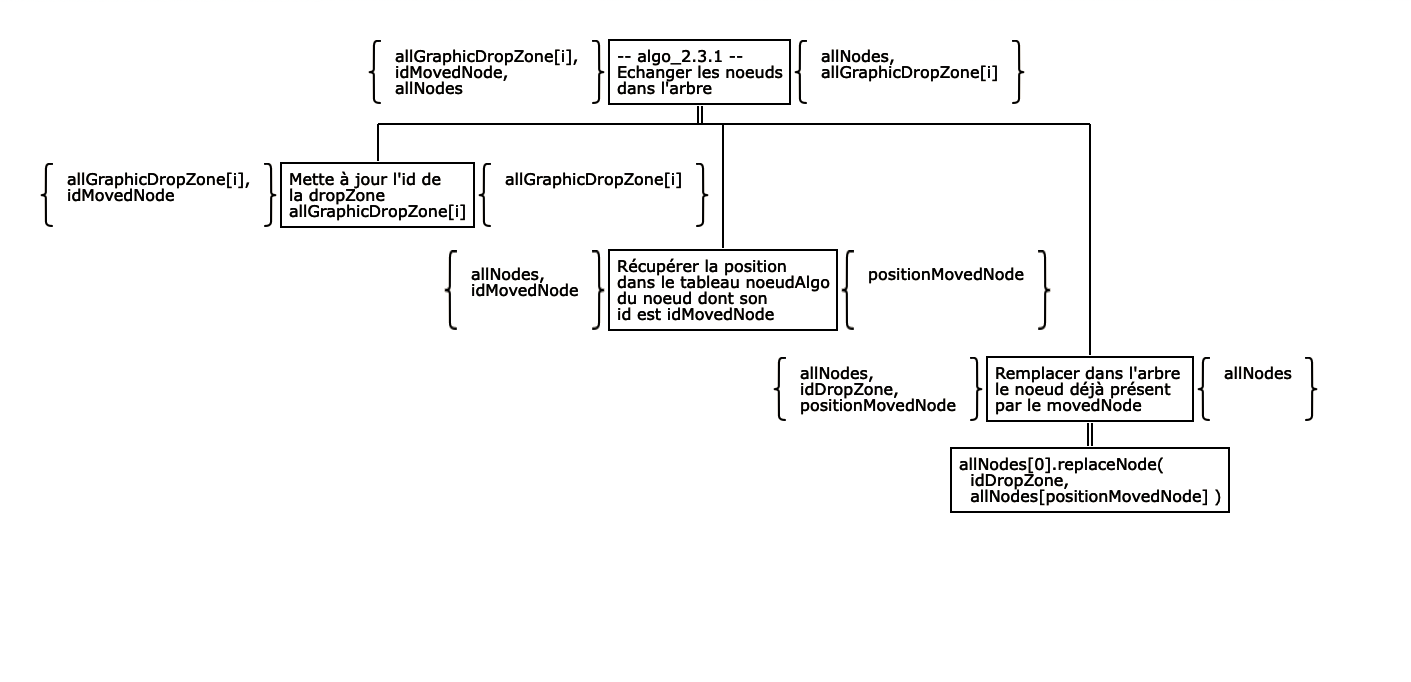 allGraphicDropZone[i],
idMovedNode,
allNodes
-- algo_2.3.1 --
Echanger les noeuds
dans l'arbre
allNodes,
allGraphicDropZone[i]
allGraphicDropZone[i],
idMovedNode
Mette à jour l'id de
la dropZone
allGraphicDropZone[i]
allGraphicDropZone[i]
allNodes,
idMovedNode
Récupérer la position
dans le tableau noeudAlgo
du noeud dont son
id est idMovedNode
positionMovedNode
allNodes,
idDropZone,
positionMovedNode
Remplacer dans l'arbre
le noeud déjà présent
par le movedNode
allNodes
allNodes[0].replaceNode(
idDropZone,
allNodes[positionMovedNode] )